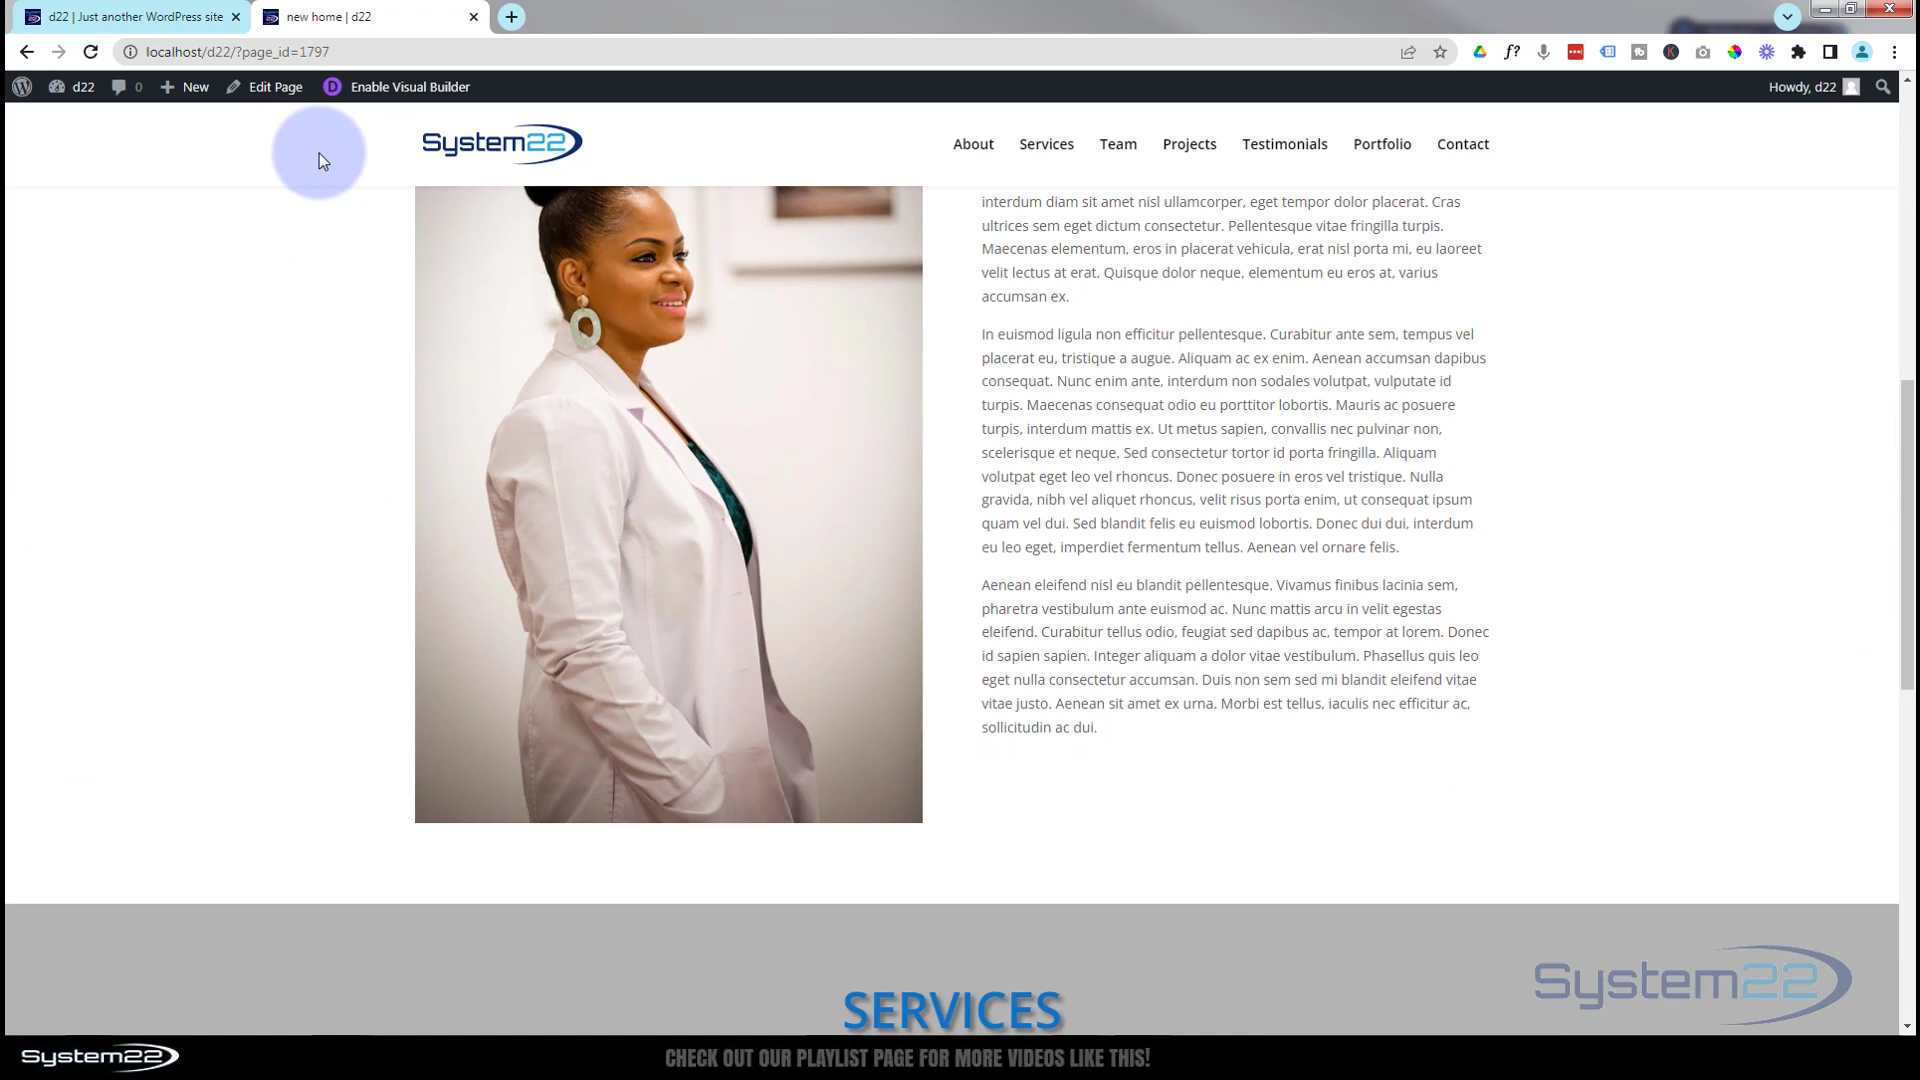 d22 | Just another WordPress site
new home | d22
localhost/d22/?page_id=1797
f?
d22
0
New
Edit Page
Enable Visual Builder
Howdy, d22
System22
About
Services
Team
Projects
Testimonials
Portfolio
Contact
interdum diam sit amet nisl ullamcorper, eget tempor dolor placerat. Cras
ultrices sem eget dictum consectetur. Pellentesque vitae fringilla turpis.
Maecenas elementum, eros in placerat vehicula, erat nisl porta mi, eu laoreet
velit lectus at erat. Quisque dolor neque, elementum eu eros at, varius
accumsan ex.
In euismod ligula non efficitur pellentesque. Curabitur ante sem, tempus vel
placerat eu, tristique a augue. Aliquam ac ex enim. Aenean accumsan dapibus
consequat. Nunc enim ante, interdum non sodales volutpat, vulputate id
turpis. Maecenas consequat odio eu porttitor lobortis. Mauris ac posuere
turpis, interdum mattis ex. Ut metus sapien, convallis nec pulvinar non,
scelerisque et neque. Sed consectetur tortor id porta fringilla. Aliquam
volutpat eget leo vel rhoncus. Donec posuere in eros vel tristique. Nulla
gravida, nibh vel aliquet rhoncus, velit risus porta enim, ut consequat ipsum
quam vel dui. Sed blandit felis eu euismod lobortis. Donec dui dui, interdum
eu leo eget, imperdiet fermentum tellus. Aenean vel ornare felis.
Aenean eleifend nisl eu blandit pellentesque. Vivamus finibus lacinia sem,
pharetra vestibulum ante euismod ac. Nunc mattis arcu in velit egestas
eleifend. Curabitur tellus odio, feugiat sed dapibus ac, tempor at lorem. Donec
id sapien sapien. Integer aliquam a dolor vitae vestibulum. Phasellus quis leo
eget nulla consectetur accumsan. Duis non sem sed mi blandit eleifend vitae
vitae justo. Aenean sit amet ex urna. Morbi est tellus, iaculis nec efficitur ac,
sollicitudin ac dui.
SERVICES
System22
System22
CHECK OUT OUR PLAYLIST PAGE FOR MORE VIDEOS LIKE THIS!